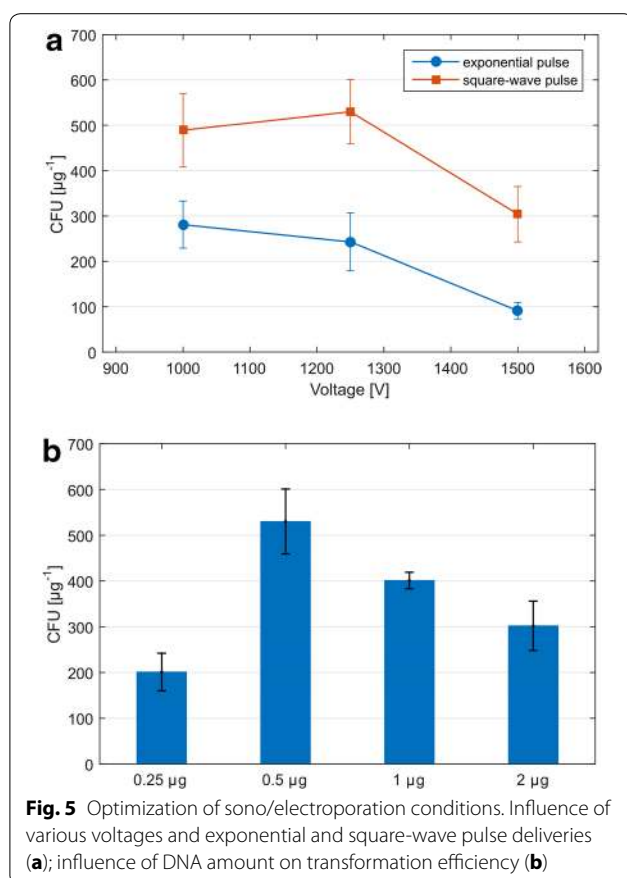 a
700
600
500
400
300
200
100
0
CFU [µg⁻¹]
exponential pulse
square-wave pulse
900 1000 1100 1200 1300 1400 1500 1600
Voltage [V]
b
700
600
500
400
300
200
100
0
CFU [µg⁻¹]
0.25 µg 0.5 µg 1 µg 2 µg
Fig. 5 Optimization of sono/electroporation conditions. Influence of
various voltages and exponential and square-wave pulse deliveries
(a); influence of DNA amount on transformation efficiency (b)